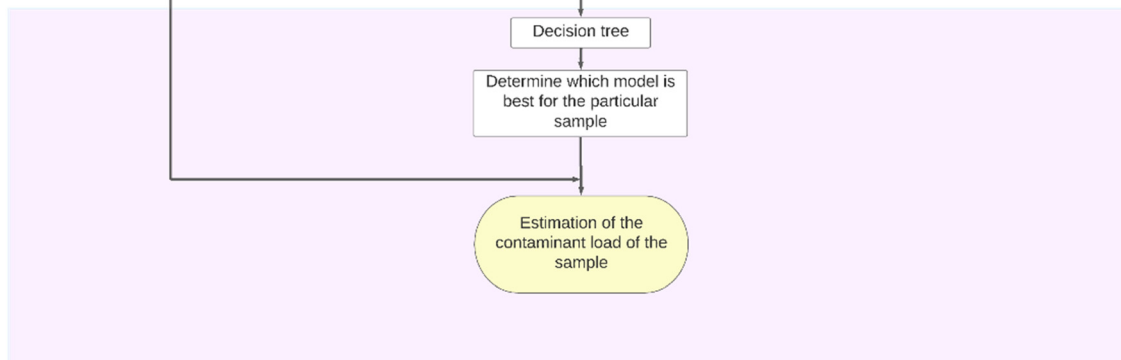 Decision tree
Determine which model is
best for the particular
sample
Estimation of the
contaminant load of the
sample